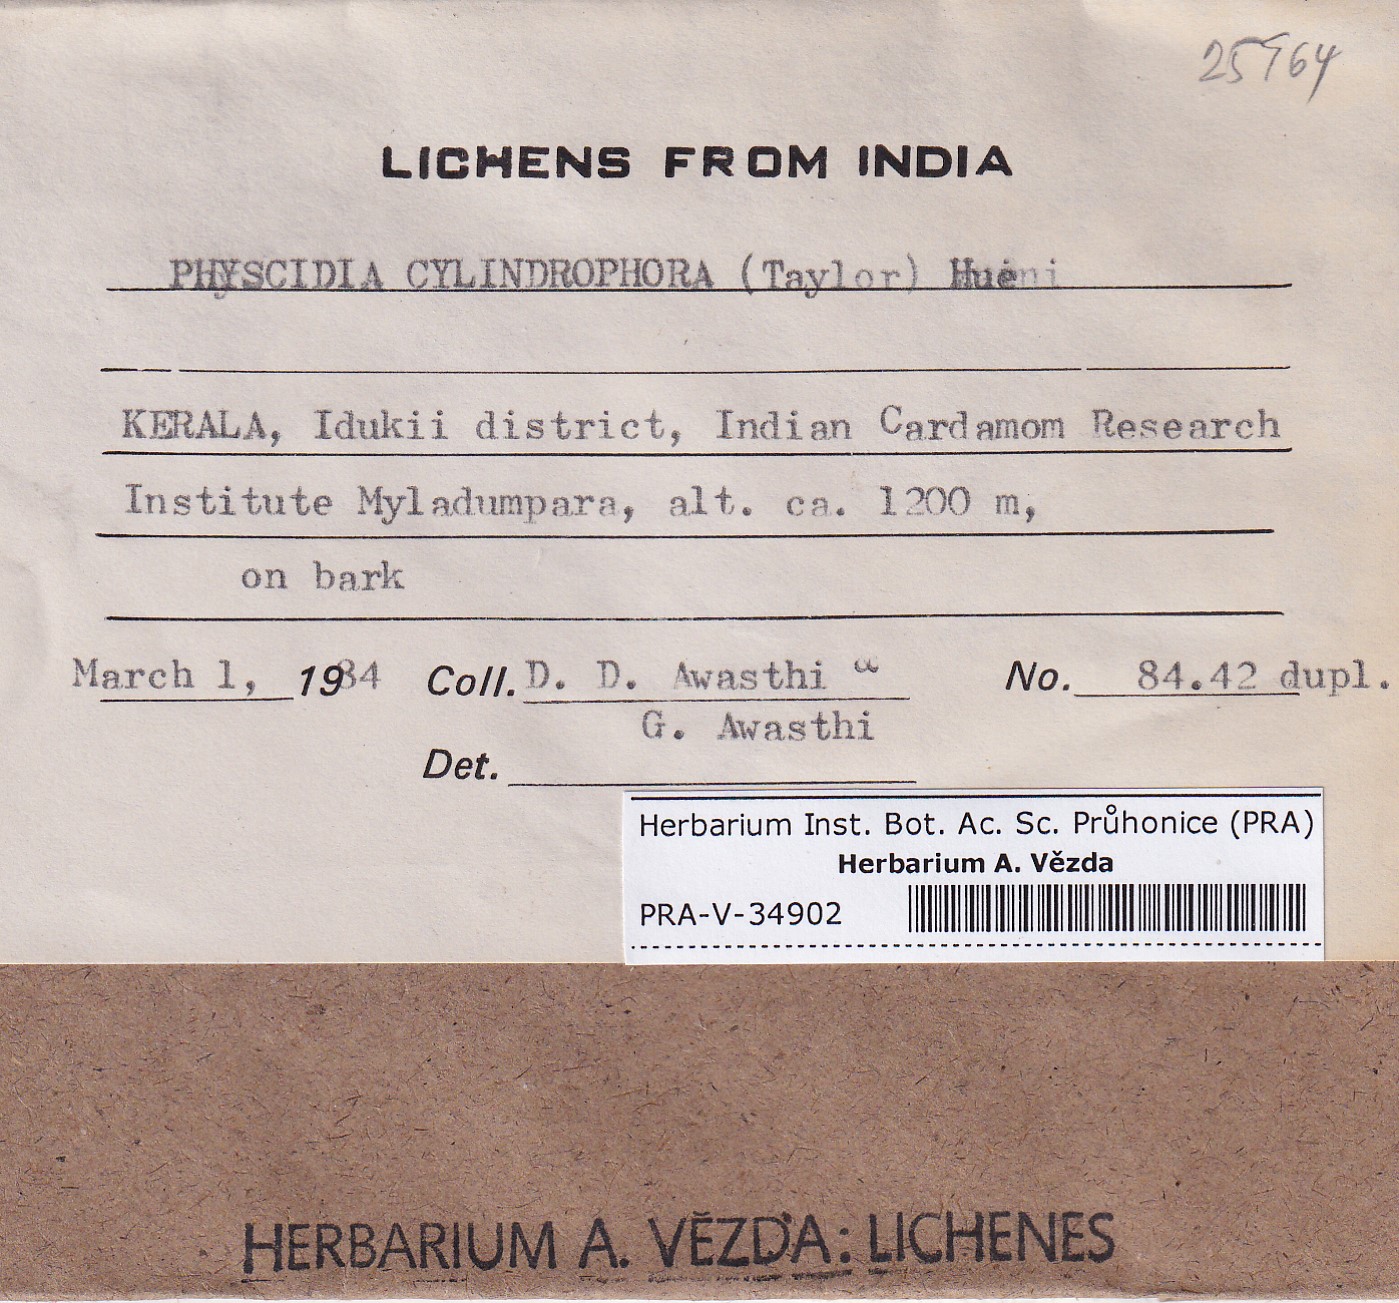 25764
LICHENS FROM INDIA
PHYSCIDIA CYLINDROPHORA (Taylor) Hue
KERALA, Idukii district, Indian Cardamom Research
Institute Myladumpara, alt. ca. 1200 m,
on bark
March 1, 1984 Coll. D. D. Awasthi & No. 84.42 dupl.
G. Awasthi
Det.
Herbarium Inst. Bot. Ac. Sc. Průhonice (PRA)
Herbarium A. Vězda
PRA-V-34902
HERBARIUM A. VĚZDA: LICHENES